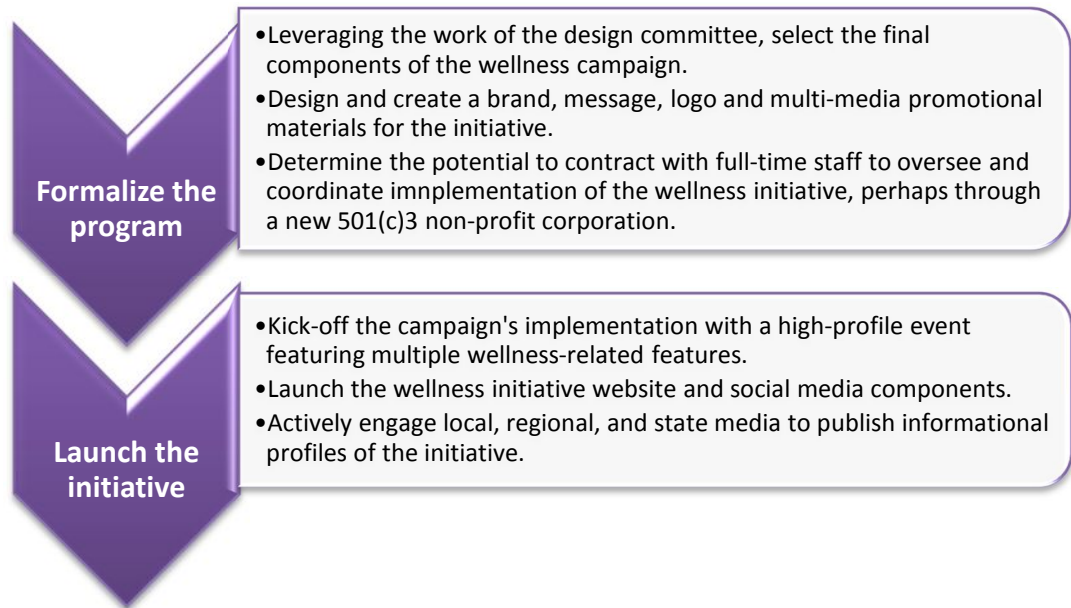 Formalize the
program
•Leveraging the work of the design committee, select the final
components of the wellness campaign.
•Design and create a brand, message, logo and multi-media promotional
materials for the initiative.
•Determine the potential to contract with full-time staff to oversee and
coordinate imnplementation of the wellness initiative, perhaps through
a new 501(c)3 non-profit corporation.
Launch the
initiative
•Kick-off the campaign's implementation with a high-profile event
featuring multiple wellness-related features.
•Launch the wellness initiative website and social media components.
•Actively engage local, regional, and state media to publish informational
profiles of the initiative.